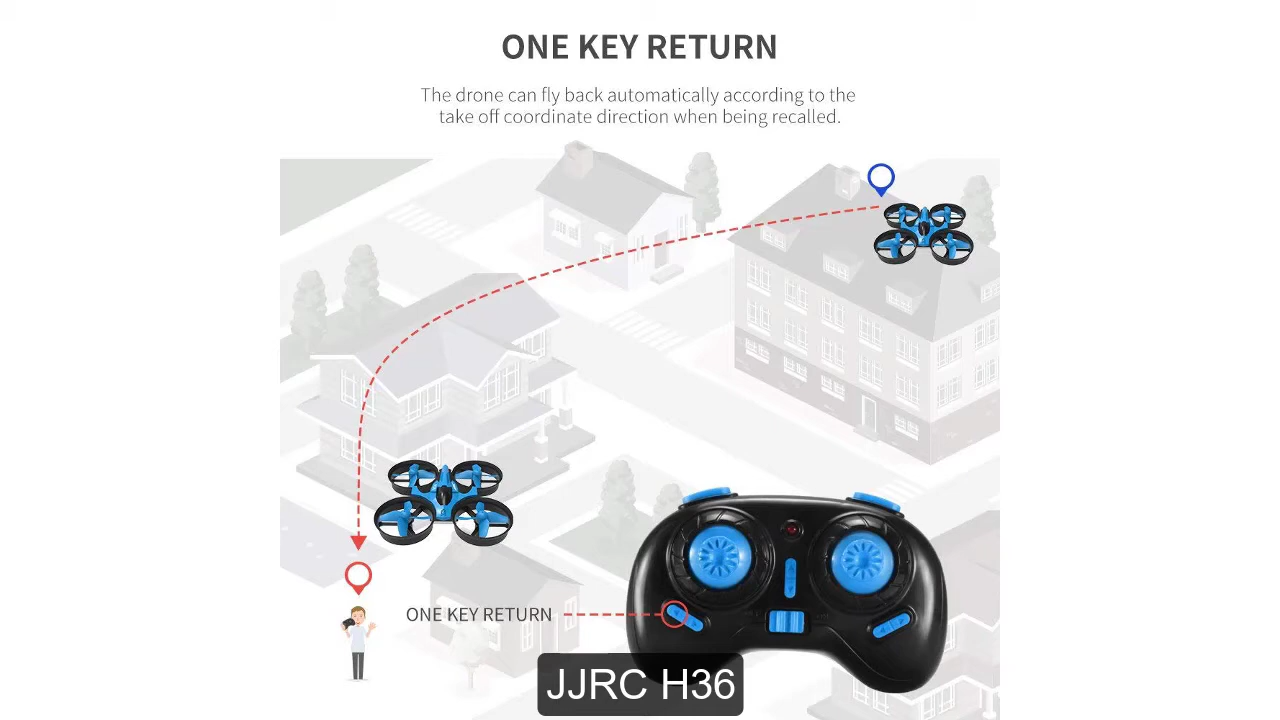 ONE KEY RETURN
The drone can fly back automatically according to the
take off coordinate direction when being recalled.
ONE KEY RETURN
JJRC H36